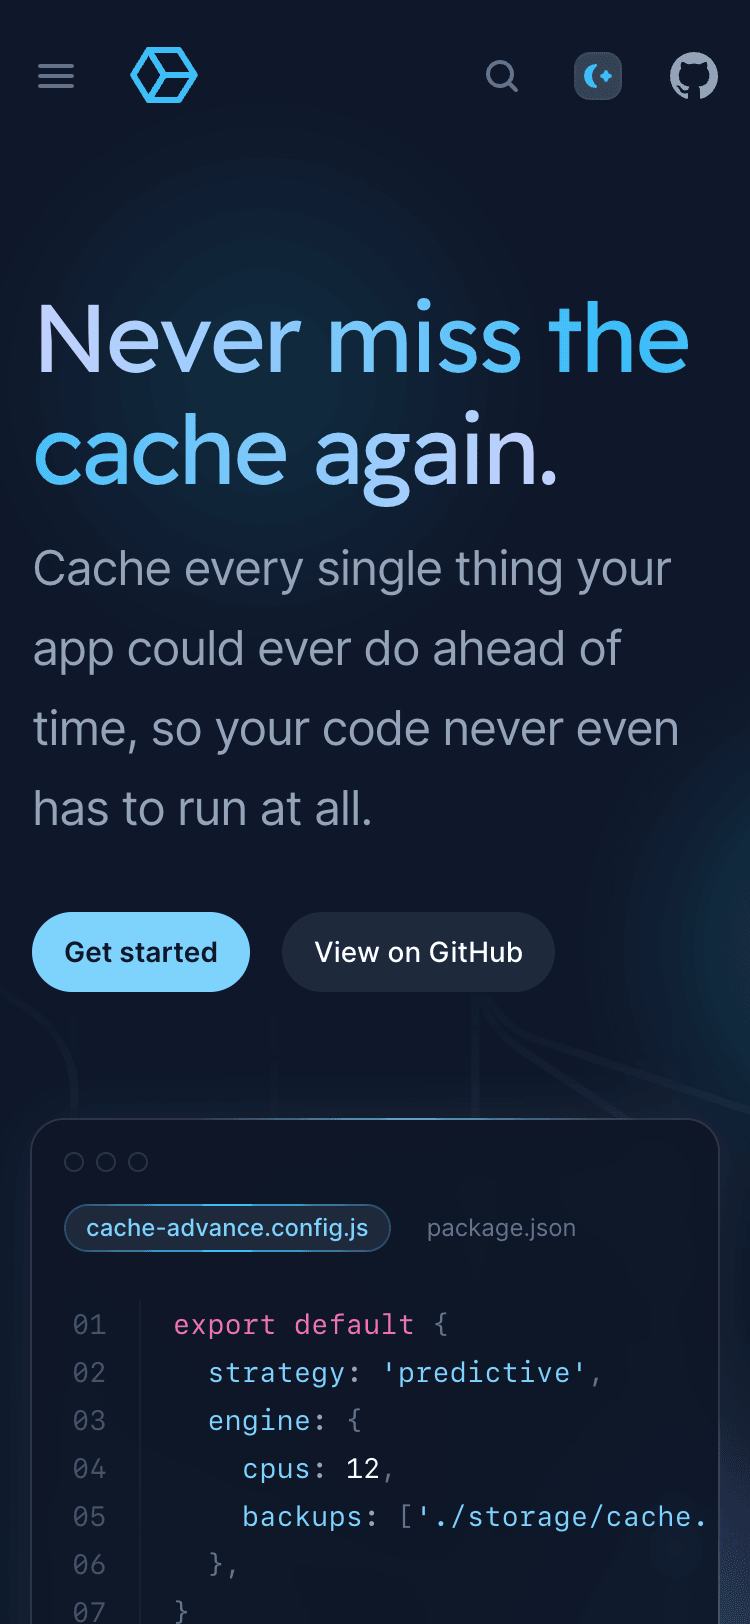 Never miss the
cache again.
Cache every single thing your
app could ever do ahead of
time, so your code never even
has to run at all.
Get started
View on GitHub
cache-advance.config.js
package.json
01 export default {
02 strategy: 'predictive',
03 engine: {
04 cpus: 12,
05 backups: ['./storage/cache.
06 },
07 }